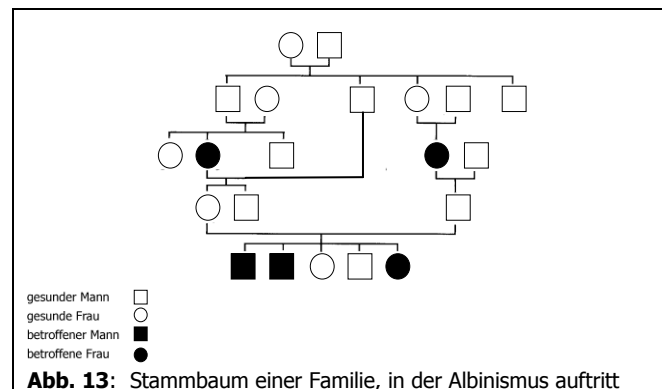 gesunder Mann
gesunde Frau
betroffener Mann
betroffene Frau
Abb. 13: Stammbaum einer Familie, in der Albinismus auftritt